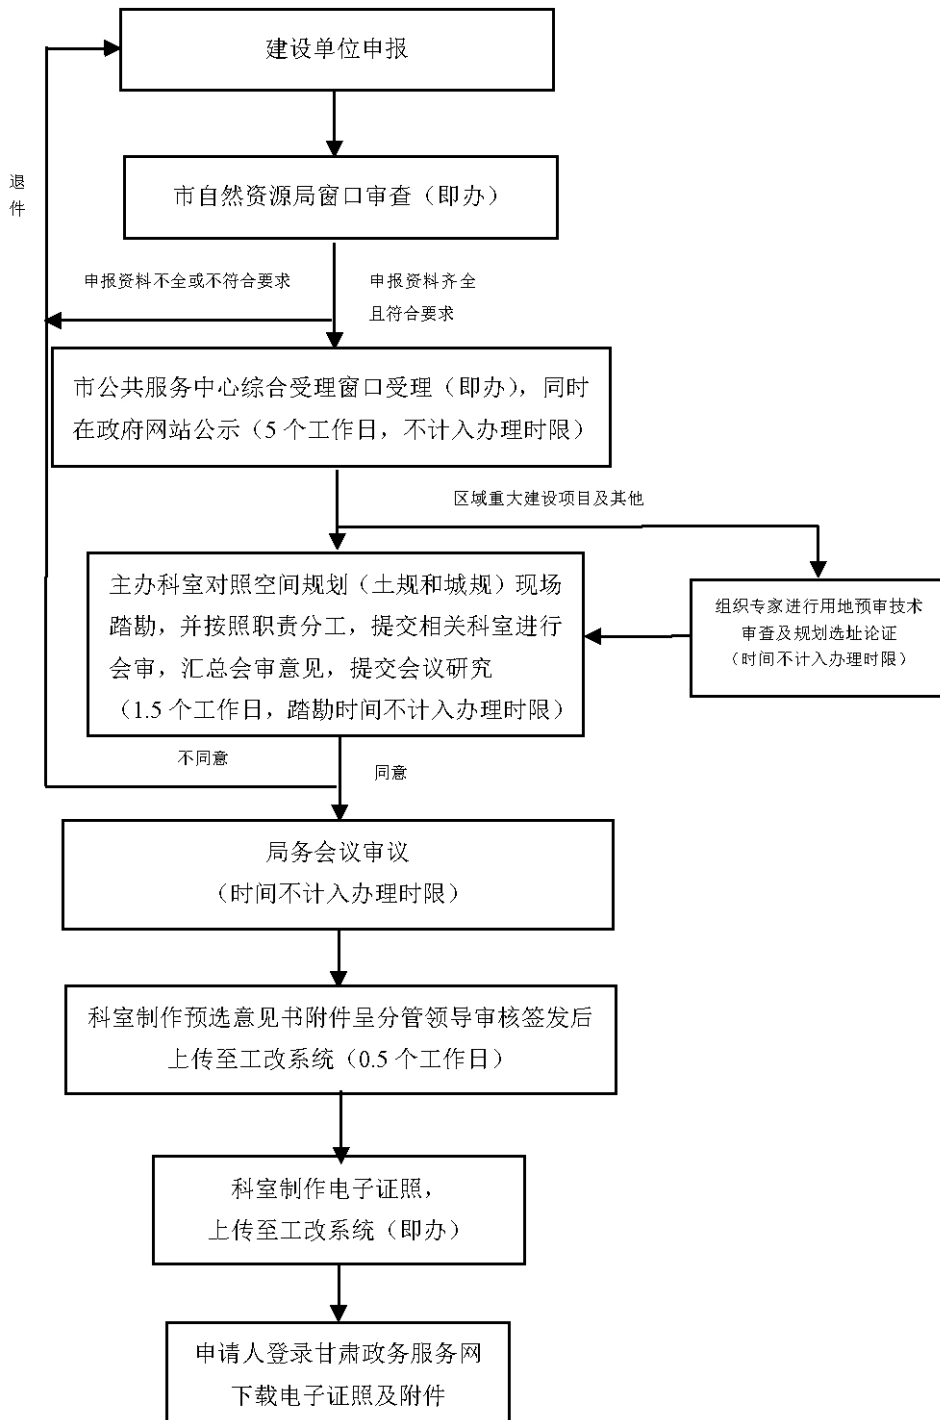 建设单位申报
退
件
市自然资源局窗口审查（即办）
申报资料不全或不符合要求
申报资料齐全
且符合要求
市公共服务中心综合受理窗口受理（即办），同时
在政府网站公示（5 个工作日，不计入办理时限）
区域重大建设项目及其他
主办科室对照空间规划（土规和城规）现场
踏勘，并按照职责分工，提交相关科室进行
会审，汇总会审意见，提交会议研究
（1.5 个工作日，踏勘时间不计入办理时限）
组织专家进行用地预审技术
审查及规划选址论证
（时间不计入办理时限）
不同意
同意
局务会议审议
（时间不计入办理时限）
科室制作预选意见书附件呈分管领导审核签发后
上传至工改系统（0.5 个工作日）
科室制作电子证照，
上传至工改系统（即办）
申请人登录甘肃政务服务网
下载电子证照及附件